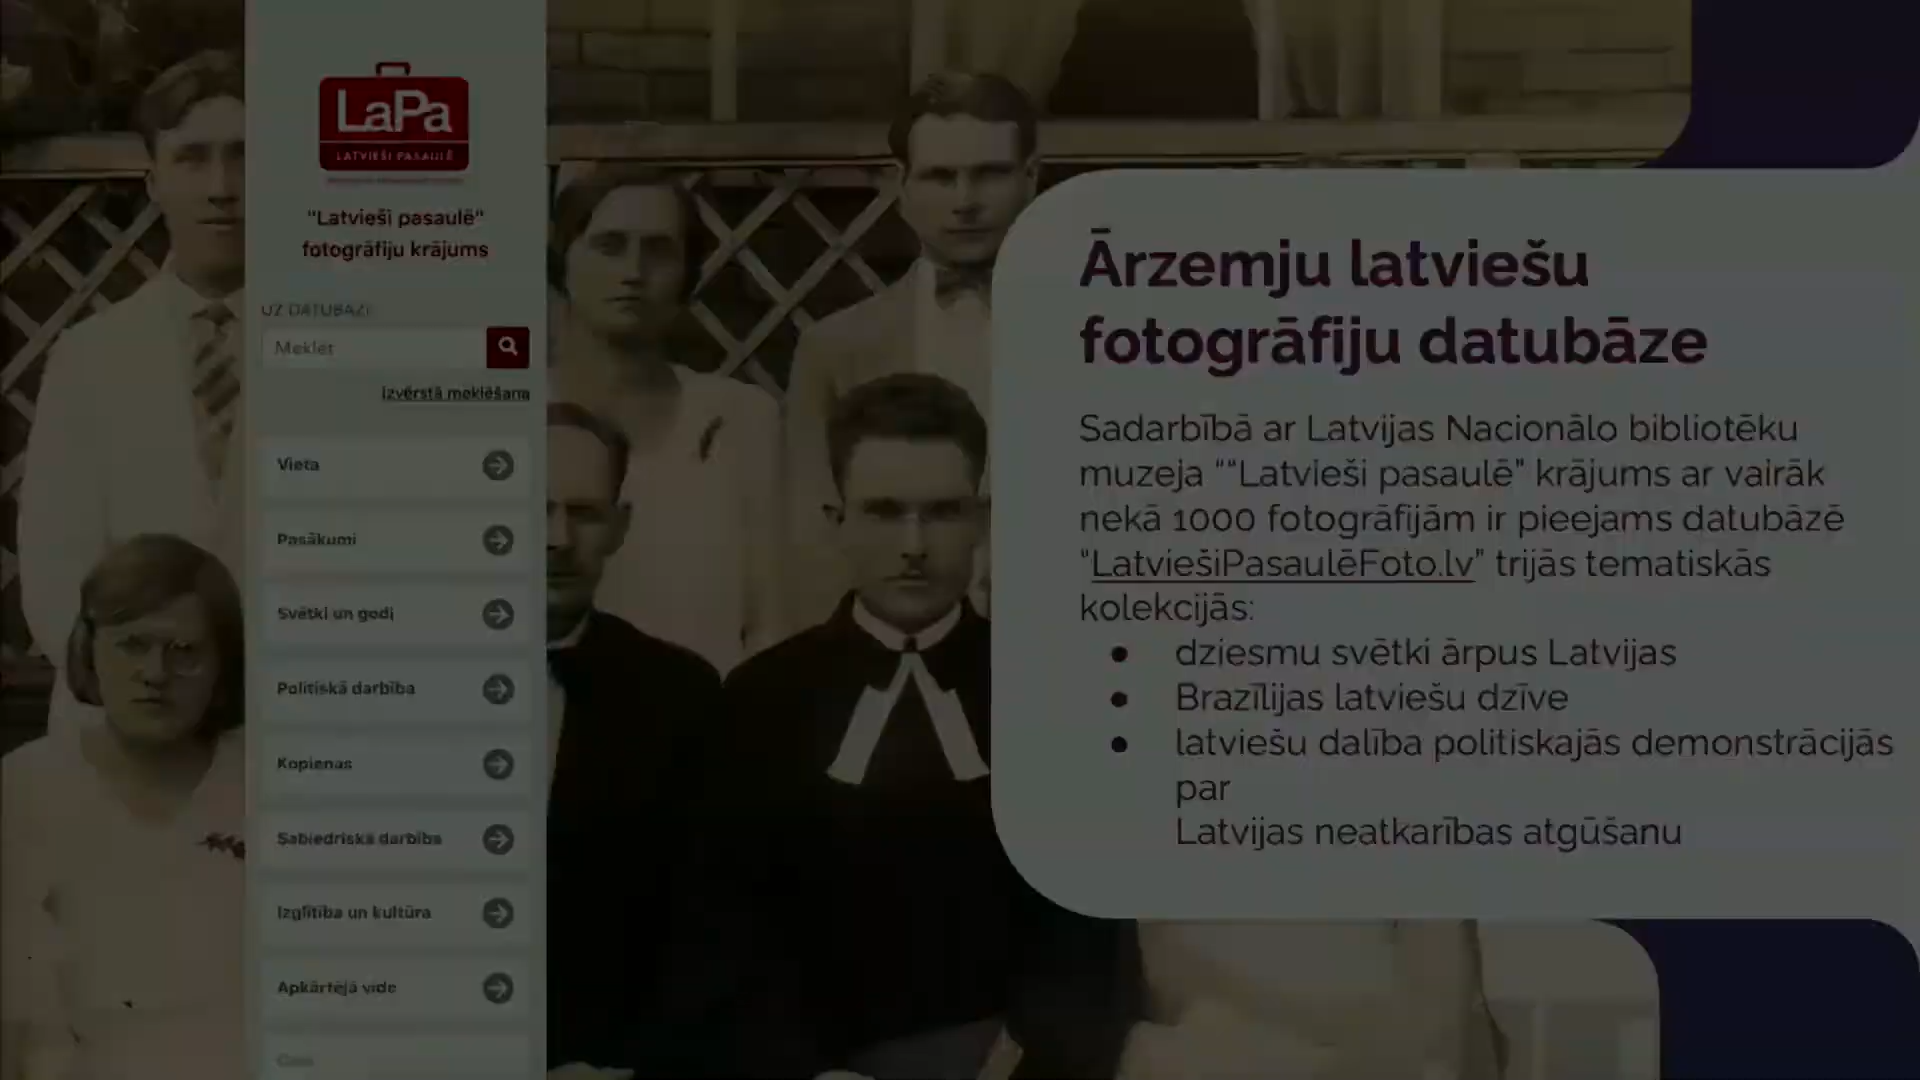 LaPa
LATVIEŠI PASAULĒ
"Latvieši pasaulē"
fotogrāfiju krājums
UZ DATUBĀZI
Meklēt
Izvērstā meklēšana
Vieta
Pasākumi
Svētki un godi
Politiskā darbība
Kopienas
Sabiedriskā darbība
Izglītība un kultūra
Apkārtējā vide
Ārzemju latviešu
fotogrāfiju datubāze
Sadarbībā ar Latvijas Nacionālo bibliotēku
muzeja "“Latvieši pasaulē" krājums ar vairāk
nekā 1000 fotogrāfijām ir pieejams datubāzē
“LatviešiPasaulēFoto.lv" trijās tematiskās
kolekcijās:
● dziesmu svētki ārpus Latvijas
● Brazīlijas latviešu dzīve
● latviešu dalība politiskajās demonstrācijās
par
Latvijas neatkarības atgūšanu